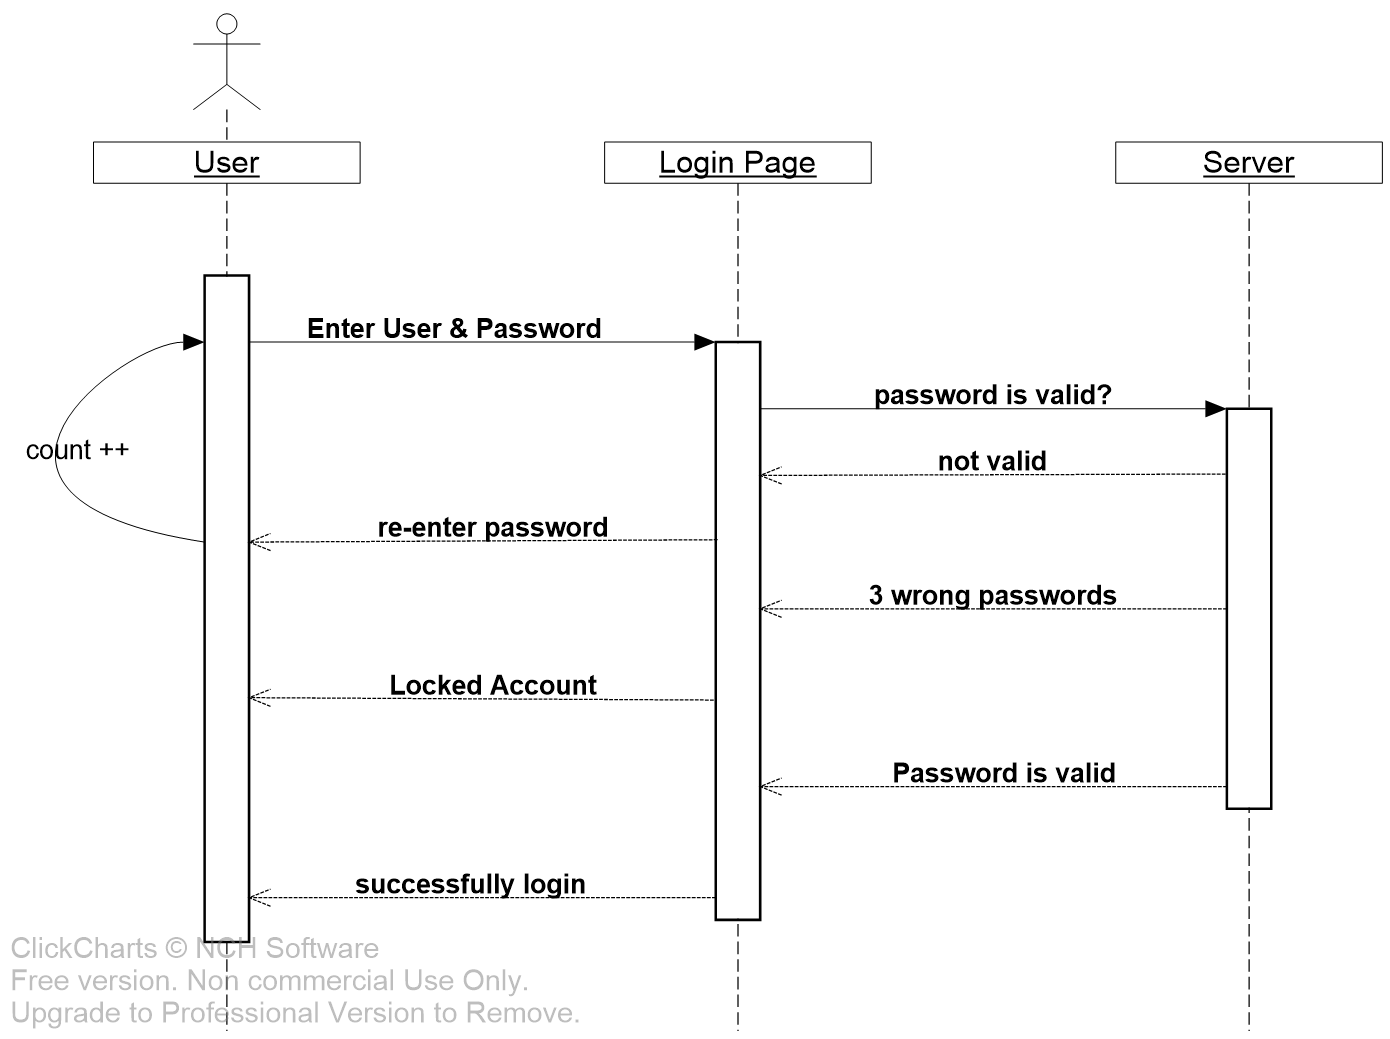 User
Login Page
Server
Enter User & Password
password is valid?
count ++
not valid
re-enter password
3 wrong passwords
Locked Account
Password is valid
successfully login
ClickCharts © NCH Software
Free version. Non commercial Use Only.
Upgrade to Professional Version to Remove.